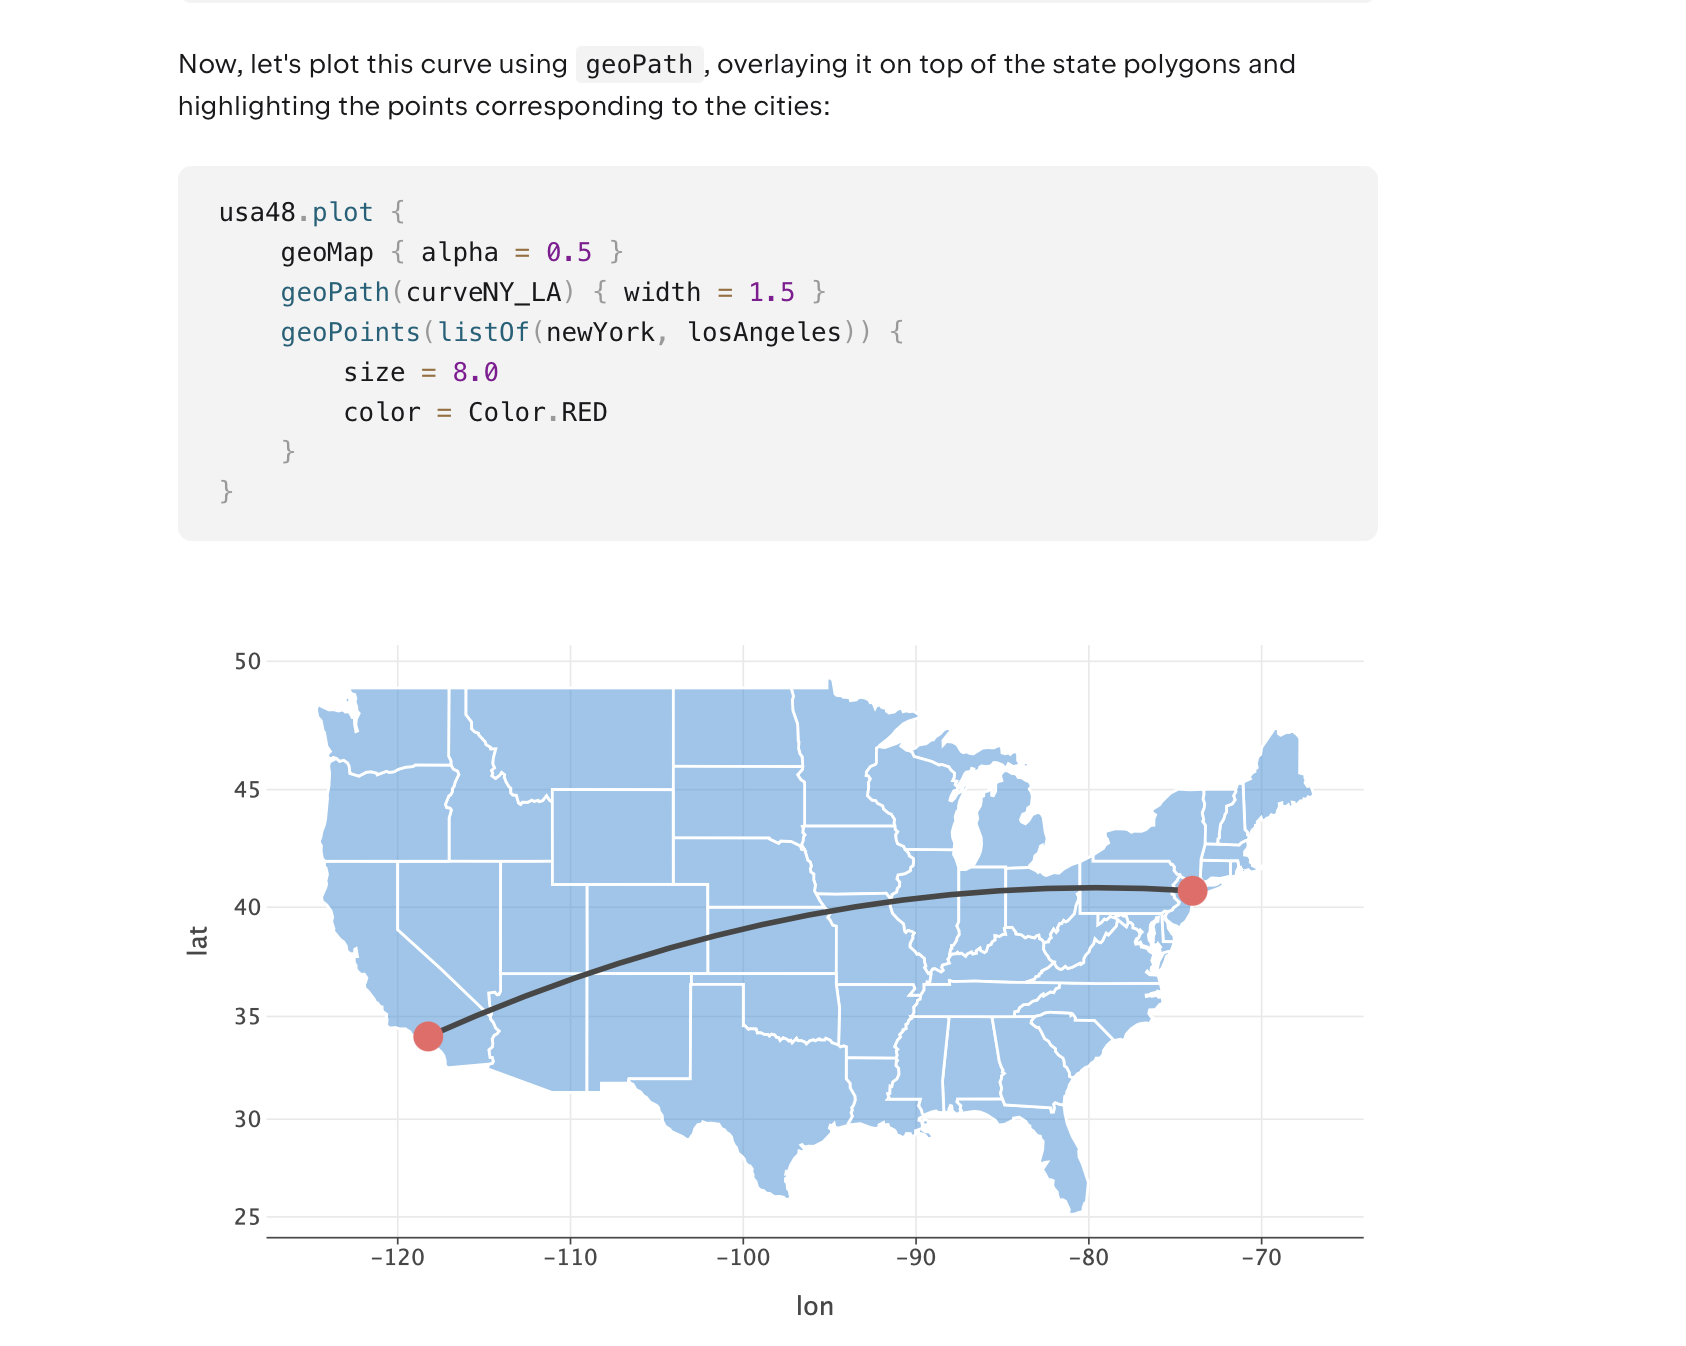 Now, let's plot this curve using geoPath, overlaying it on top of the state polygons and
highlighting the points corresponding to the cities:
usa48.plot {
    geoMap { alpha = 0.5 }
    geoPath(curveNY_LA) { width = 1.5 }
    geoPoints(listOf(newYork, losAngeles)) {
        size = 8.0
        color = Color.RED
    }
}
50
45
40
35
30
25
lat
−120 −110 −100 −90 −80 −70
lon